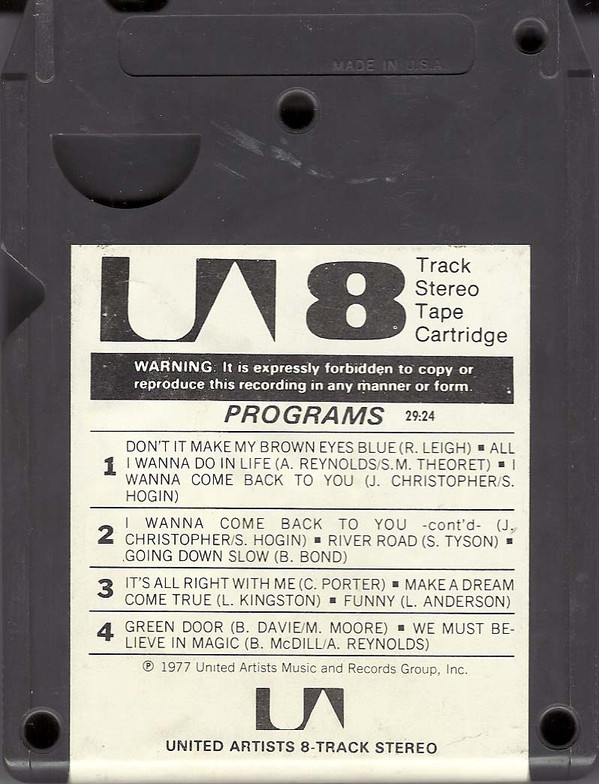 MADE IN U.S.A.
UA 8 Track
Stereo
Tape
Cartridge
WARNING. It is expressly forbidden to copy or
reproduce this recording in any manner or form.
PROGRAMS 29:24
1 DON'T IT MAKE MY BROWN EYES BLUE (R. LEIGH) ■ ALL
I WANNA DO IN LIFE (A. REYNOLDS/S.M. THEORET) ■ I
WANNA COME BACK TO YOU (J. CHRISTOPHER/S.
HOGIN)
2 I WANNA COME BACK TO YOU -cont'd- (J.
CHRISTOPHER/S. HOGIN) ■ RIVER ROAD (S. TYSON) ■
GOING DOWN SLOW (B. BOND)
3 IT'S ALL RIGHT WITH ME (C. PORTER) ■ MAKE A DREAM
COME TRUE (L. KINGSTON) ■ FUNNY (L. ANDERSON)
4 GREEN DOOR (B. DAVIE/M. MOORE) ■ WE MUST BE-
LIEVE IN MAGIC (B. McDILL/A. REYNOLDS)
℗ 1977 United Artists Music and Records Group, Inc.
UA
UNITED ARTISTS 8-TRACK STEREO